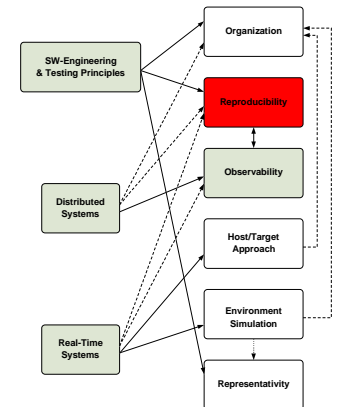 Organization
SW-Engineering
& Testing Principles
Reproducibility
Observability
Distributed
Systems
Host/Target
Approach
Environment
Simulation
Real-Time
Systems
Representativity